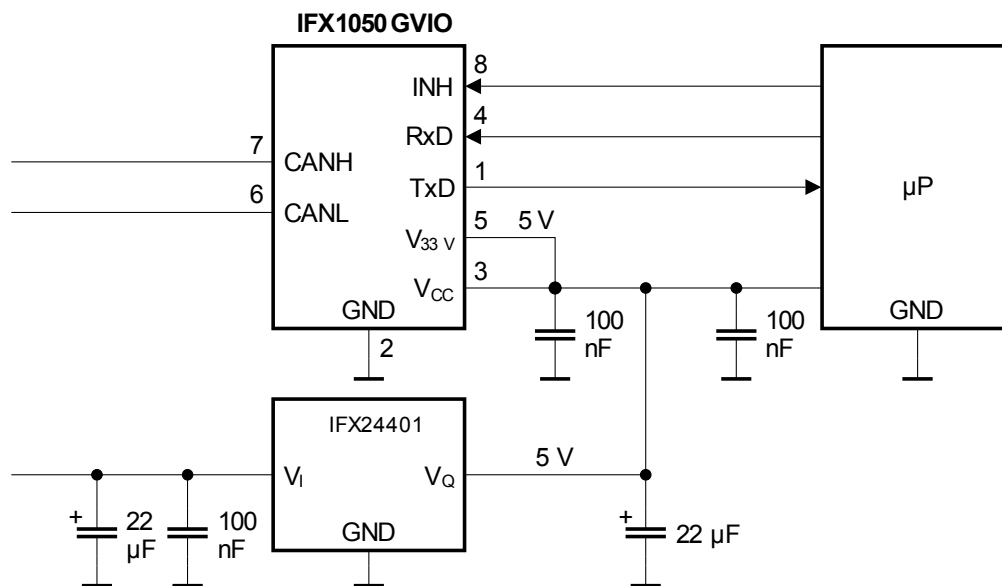 IFX1050 GVIO
8
INH
4
RxD
7
CANH
1
TxD
µP
6
CANL
5
5 V
V33 V
3
VCC
GND
100
nF
100
nF
GND
2
IFX24401
VI
VQ
5 V
+
22
µF
100
nF
GND
+
22 µF